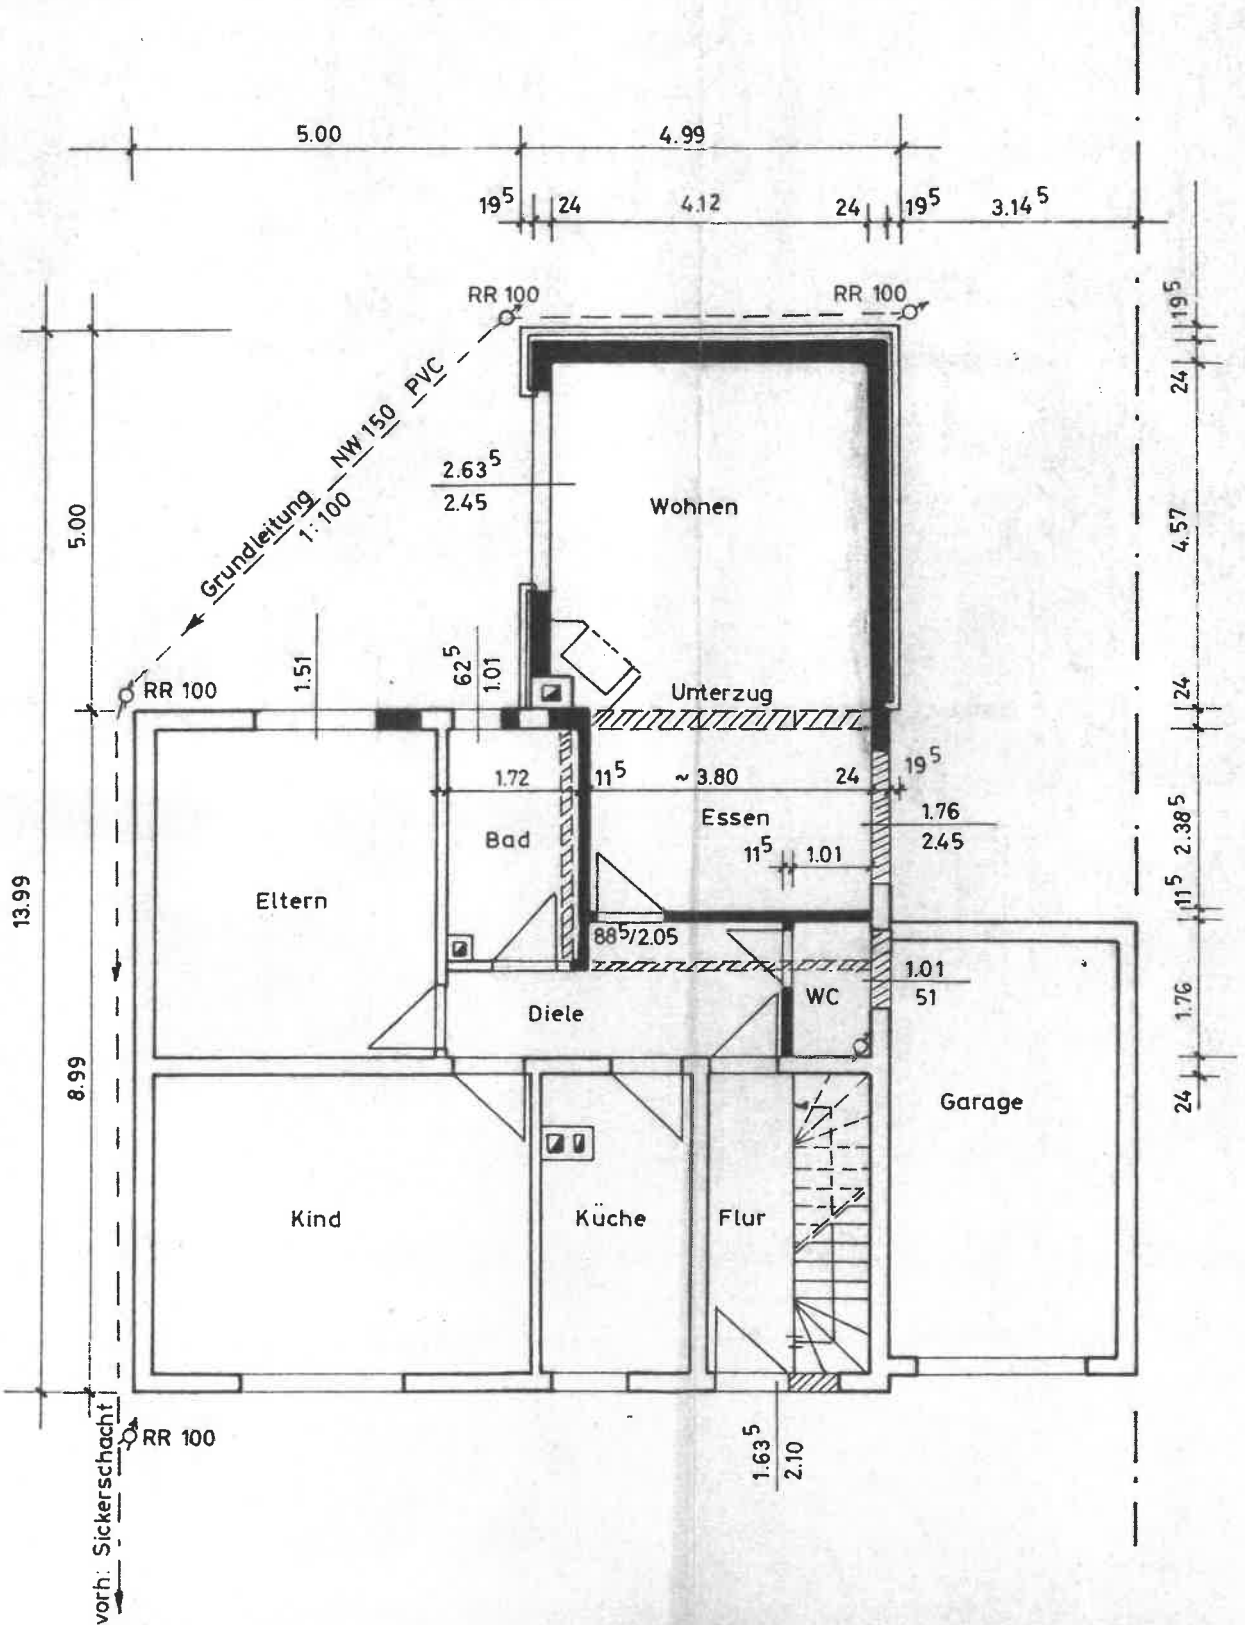 5.00
4.99
19⁵
24
4.12
24
19⁵
3.14⁵
RR 100
RR 100
19⁵
24
Grundleitung NW 150 PVC
1:100
2.63⁵
2.45
Wohnen
5.00
4.57
1.51
62⁵
1.01
RR 100
Unterzug
24
1.72
11⁵
~ 3.80
24
19⁵
Essen
1.76
2.45
Bad
11⁵
1.01
2.38⁵
13.99
Eltern
11⁵
88⁵/2.05
1.01
51
WC
Diele
1.76
8.99
24
Garage
Kind
Küche
Flur
RR 100
1.63⁵
2.10
vorh: Sickerschacht